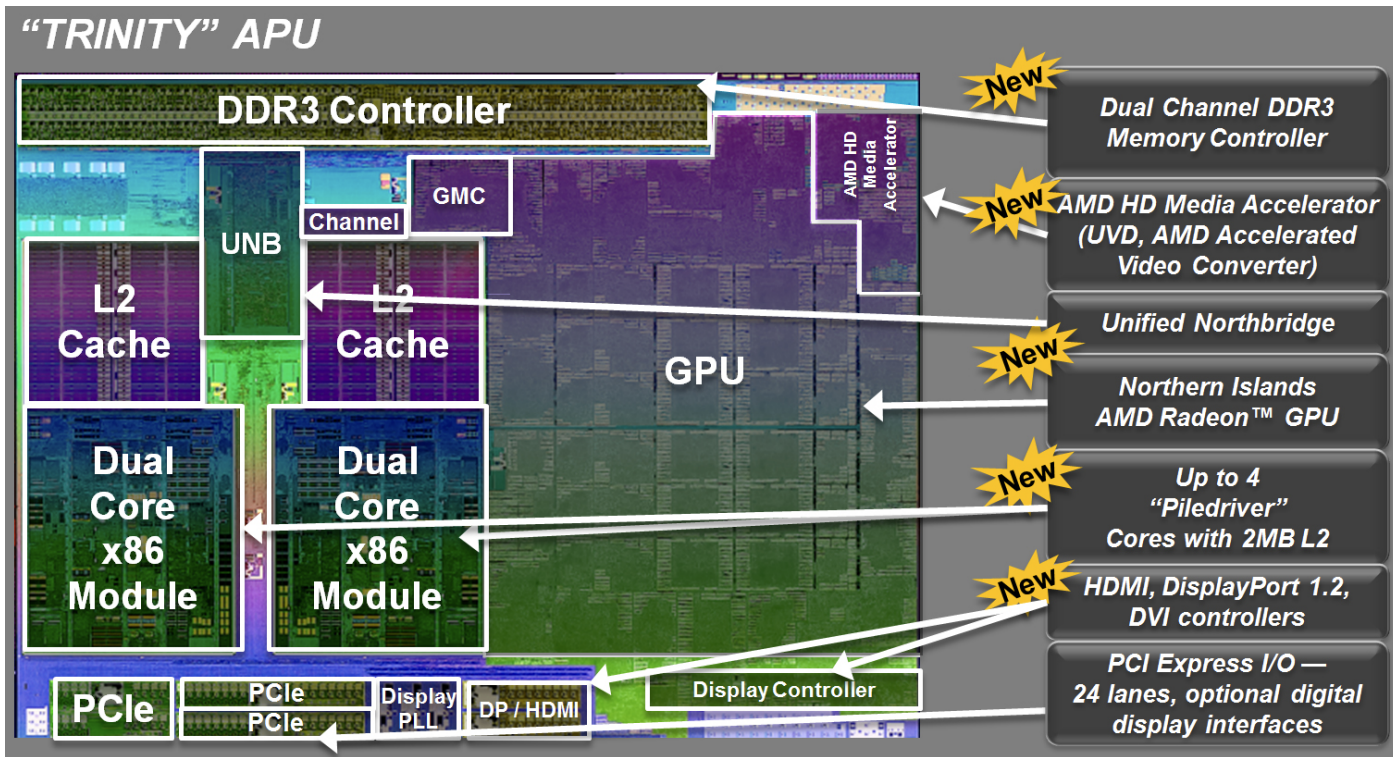 “TRINITY” APU
DDR3 Controller
AMD HD
Media
Accelerator
GMC
Channel
UNB
L2
Cache
L2
Cache
GPU
Dual
Core
x86
Module
Dual
Core
x86
Module
PCIe
PCIe
PCIe
Display
PLL
DP / HDMI
Display Controller
New
Dual Channel DDR3
Memory Controller
New
AMD HD Media Accelerator
(UVD, AMD Accelerated
Video Converter)
Unified Northbridge
New
Northern Islands
AMD Radeon™ GPU
New
Up to 4
“Piledriver”
Cores with 2MB L2
New
HDMI, DisplayPort 1.2,
DVI controllers
PCI Express I/O —
24 lanes, optional digital
display interfaces